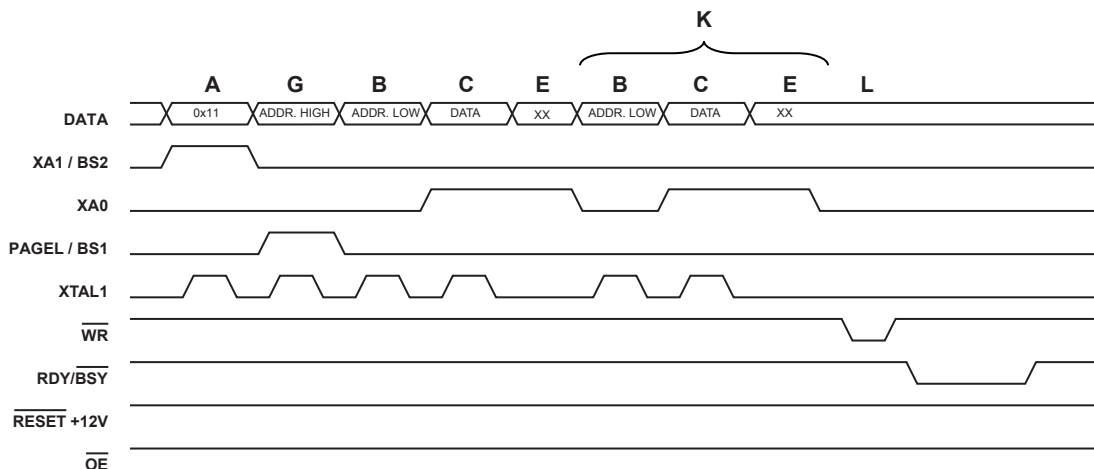 K
A G B C E B C E L
DATA 0x11 ADDR. HIGH ADDR. LOW DATA XX ADDR. LOW DATA XX
XA1 / BS2
XA0
PAGEL / BS1
XTAL1
WR
RDY/BSY
RESET +12V
OE